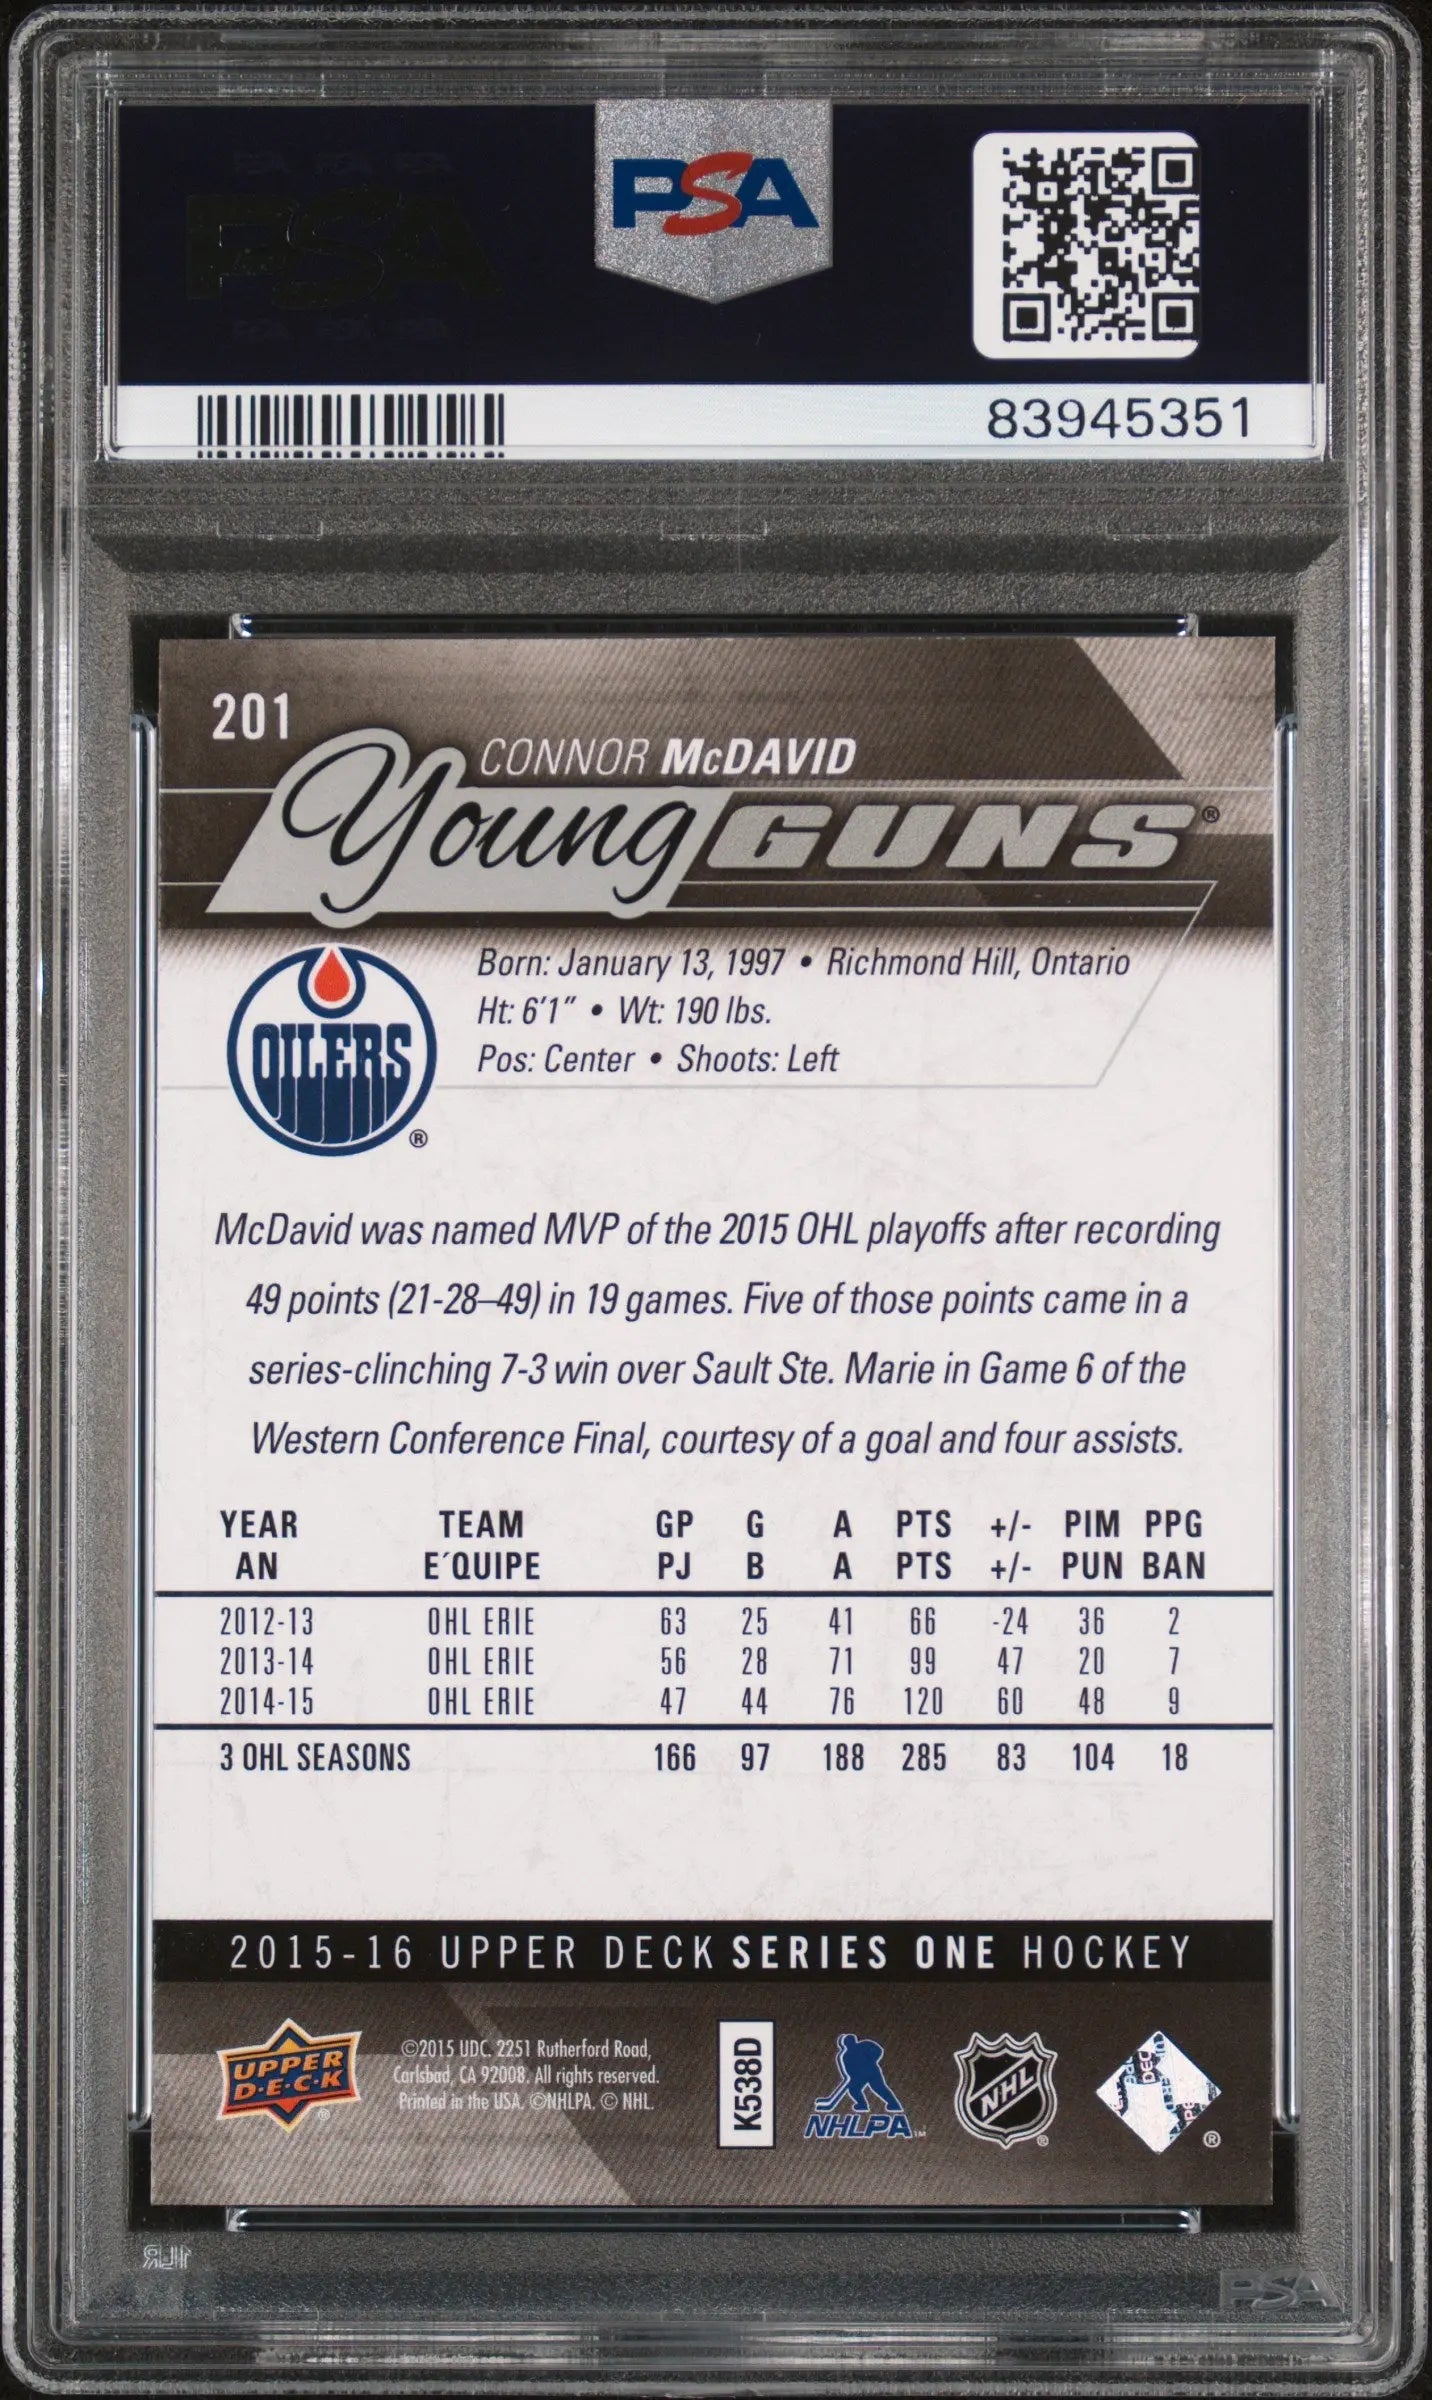 PSA
PSA
83945351
201
CONNOR McDAVID
Young GUNS®
Born: January 13, 1997 • Richmond Hill, Ontario
Ht: 6'1" • Wt: 190 lbs.
Pos: Center • Shoots: Left
OILERS
®
McDavid was named MVP of the 2015 OHL playoffs after recording
49 points (21-28–49) in 19 games. Five of those points came in a
series-clinching 7-3 win over Sault Ste. Marie in Game 6 of the
Western Conference Final, courtesy of a goal and four assists.
YEAR TEAM GP G A PTS +/- PIM PPG
AN E´QUIPE PJ B A PTS +/- PUN BAN
2012-13 OHL ERIE 63 25 41 66 -24 36 2
2013-14 OHL ERIE 56 28 71 99 47 20 7
2014-15 OHL ERIE 47 44 76 120 60 48 9
3 OHL SEASONS 166 97 188 285 83 104 18
2015-16 UPPER DECK SERIES ONE HOCKEY
UPPER
D·E·C·K
®
©2015 UDC. 2251 Rutherford Road,
Carlsbad, CA 92008. All rights reserved.
Printed in the USA. ©NHLPA. © NHL.
K538D
NHLPA™
NHL
®
®
PSA